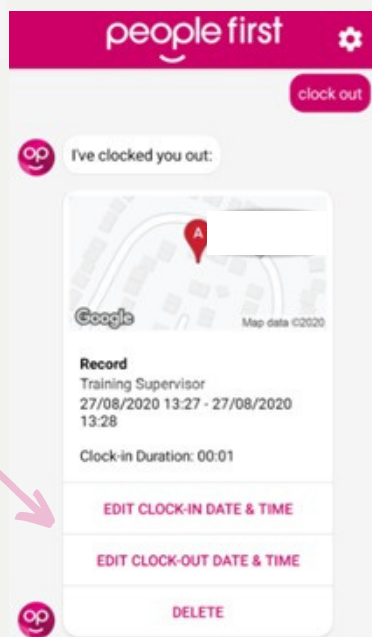 people first
clock out
op
I've clocked you out:
A
Google
Map data ©2020
Record
Training Supervisor
27/08/2020 13:27 - 27/08/2020
13:28
Clock-in Duration: 00:01
EDIT CLOCK-IN DATE & TIME
EDIT CLOCK-OUT DATE & TIME
op
DELETE